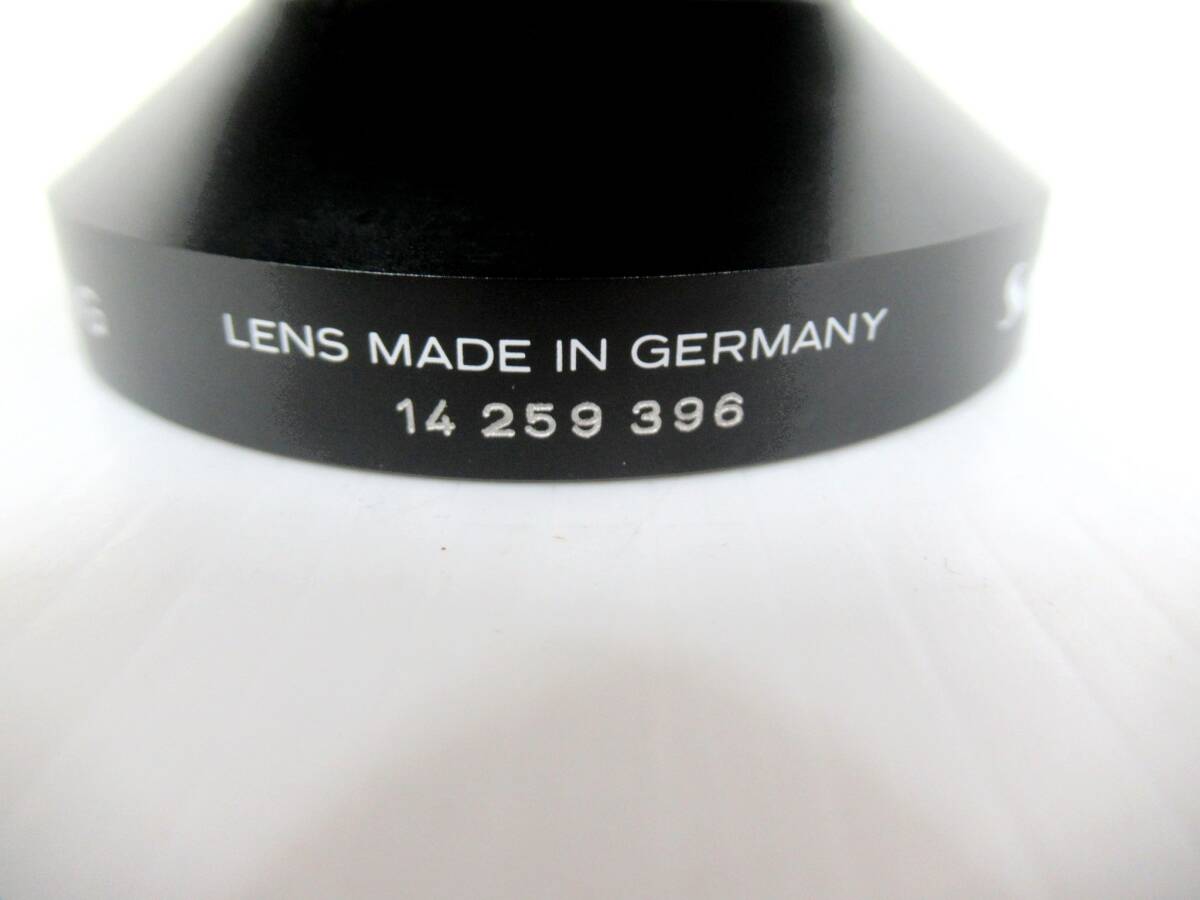 LENS MADE IN GERMANY
14 259 396